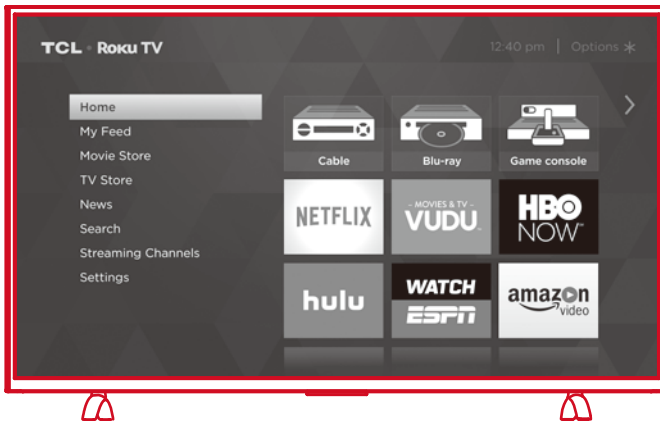 TCL • Roku TV
12:40 pm | Options
Home
My Feed
Movie Store
TV Store
News
Search
Streaming Channels
Settings
Cable
Blu-ray
Game console
NETFLIX
- MOVIES & TV -
VUDU
HBO
NOW
hulu
WATCH
ESPN
amazon
video